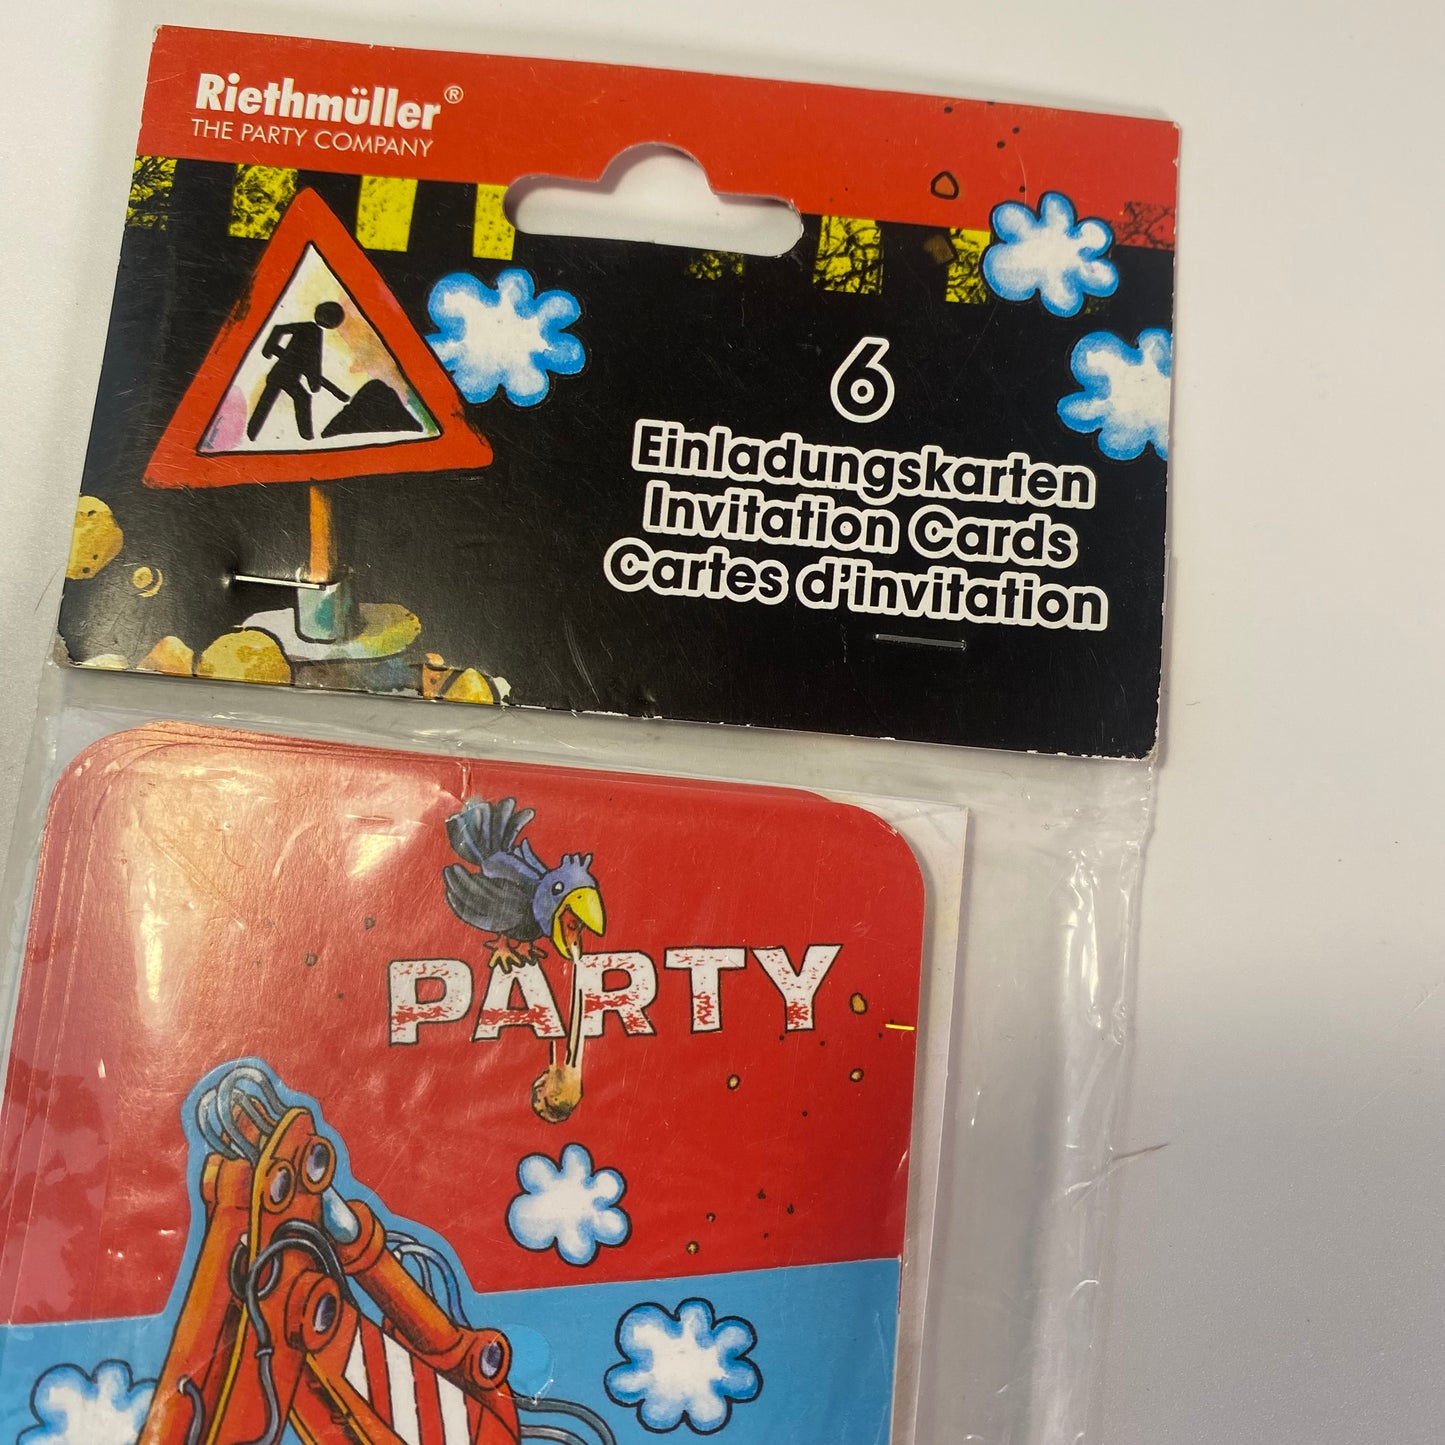 Riethmüller®
THE PARTY COMPANY
6
Einladungskarten
Invitation Cards
Cartes d'invitation
PARTY